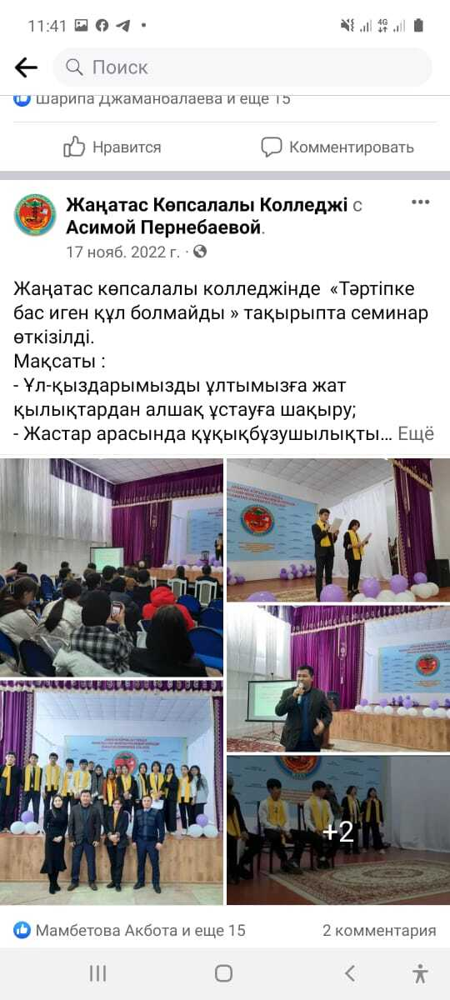 11:41
4G
Поиск
Шарипа Джаманбалаева и еще 15
Нравится
Комментировать
Жаңатас Көпсалалы Колледжі с
Асимой Пернебаевой.
17 нояб. 2022 г. ·
Жаңатас көпсалалы колледжінде «Тәртіпке
бас иген құл болмайды » тақырыпта семинар
өткізілді.
Мақсаты :
- Ұл-қыздарымызды ұлтымызға жат
қылықтардан алшақ ұстауға шақыру;
- Жастар арасында құқықбұзушылықты... Ещё
+2
Мамбетова Акбота и еще 15
2 комментария